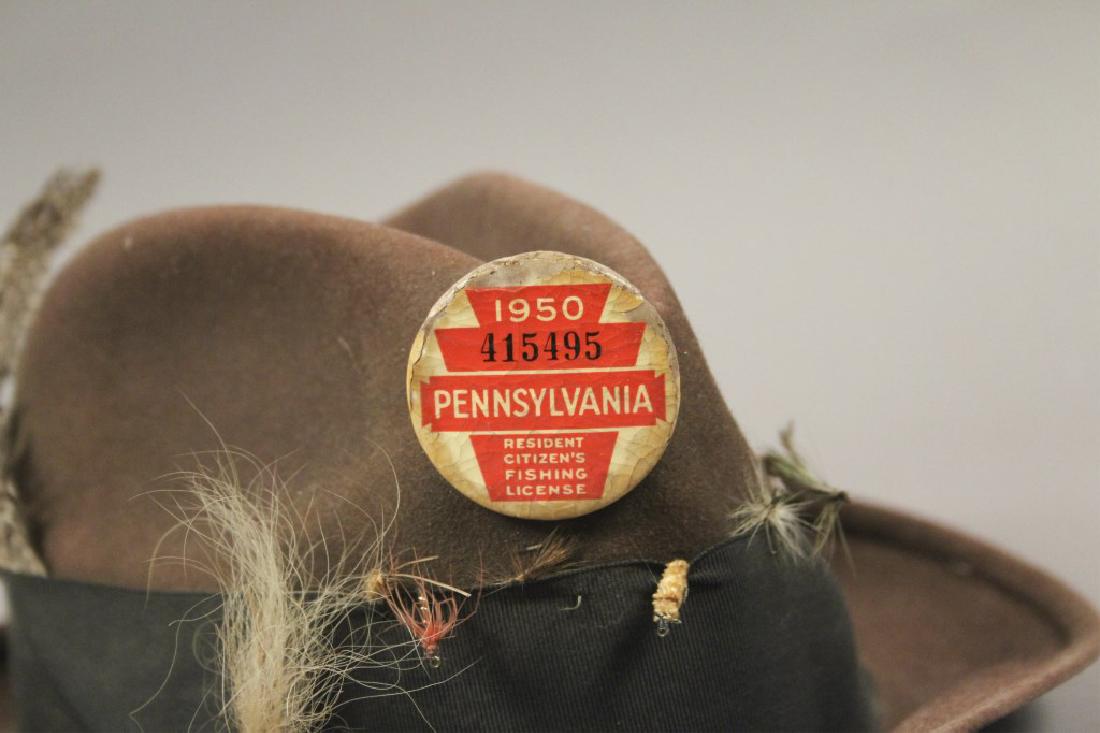 1950
415495
PENNSYLVANIA
RESIDENT
CITIZEN'S
FISHING
LICENSE